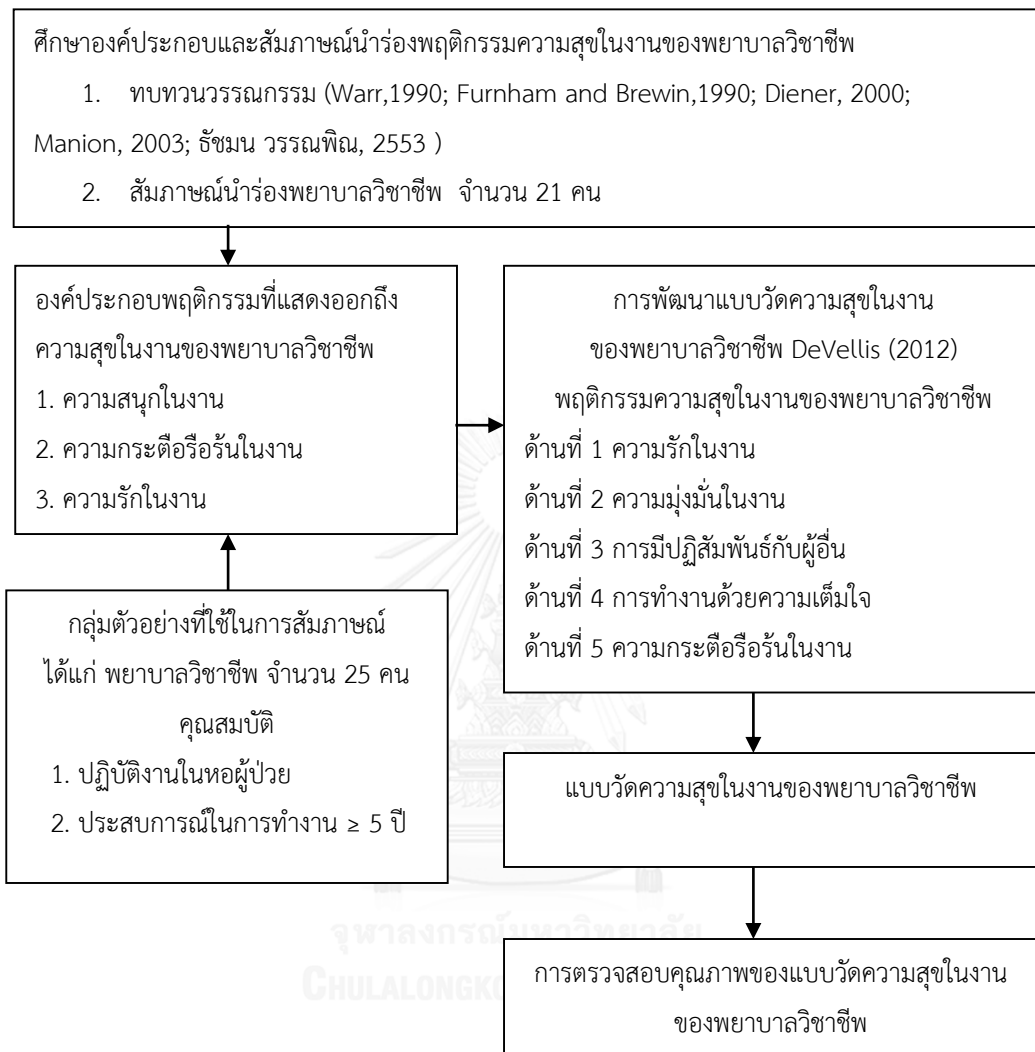 ศึกษาองค์ประกอบและสัมภาษณ์นำร่องพฤติกรรมความสุขในงานของพยาบาลวิชาชีพ
1. ทบทวนวรรณกรรม (Warr,1990; Furnham and Brewin,1990; Diener, 2000;
Manion, 2003; ธัชมน วรรณพิณ, 2553 )
2. สัมภาษณ์นำร่องพยาบาลวิชาชีพ จำนวน 21 คน
องค์ประกอบพฤติกรรมที่แสดงออกถึง
ความสุขในงานของพยาบาลวิชาชีพ
1. ความสนุกในงาน
2. ความกระตือรือร้นในงาน
3. ความรักในงาน
การพัฒนาแบบวัดความสุขในงาน
ของพยาบาลวิชาชีพ DeVellis (2012)
พฤติกรรมความสุขในงานของพยาบาลวิชาชีพ
ด้านที่ 1 ความรักในงาน
ด้านที่ 2 ความมุ่งมั่นในงาน
ด้านที่ 3 การมีปฏิสัมพันธ์กับผู้อื่น
ด้านที่ 4 การทำงานด้วยความเต็มใจ
ด้านที่ 5 ความกระตือรือร้นในงาน
กลุ่มตัวอย่างที่ใช้ในการสัมภาษณ์
ได้แก่ พยาบาลวิชาชีพ จำนวน 25 คน
คุณสมบัติ
1. ปฏิบัติงานในหอผู้ป่วย
2. ประสบการณ์ในการทำงาน ≥ 5 ปี
แบบวัดความสุขในงานของพยาบาลวิชาชีพ
จุฬาลงกรณ์มหาวิทยาลัย
CHULALONGK
การตรวจสอบคุณภาพของแบบวัดความสุขในงาน
ของพยาบาลวิชาชีพ